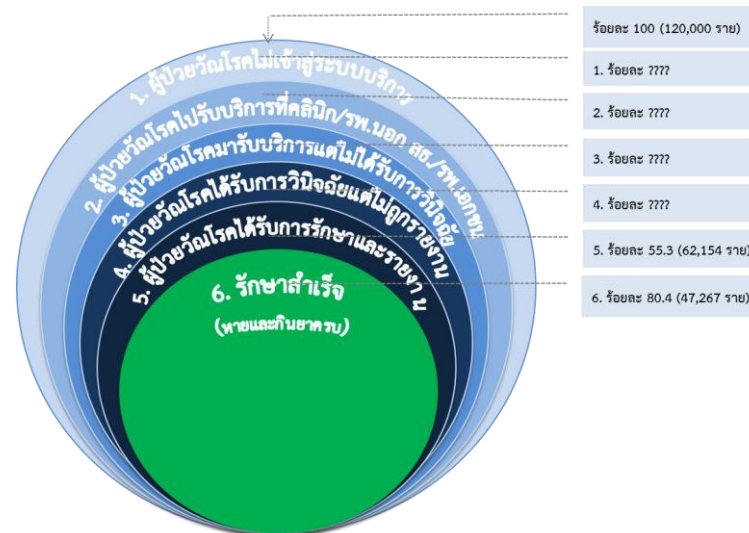 ร้อยละ 100 (120,000 ราย)
1. ผู้ป่วยวัณโรคไม่เข้าสู่ระบบบริการ
1. ร้อยละ ????
2. ผู้ป่วยวัณโรคไปรับบริการที่คลินิก/รพ.นอก สธ./รพ.เอกชน
2. ร้อยละ ????
3. ผู้ป่วยวัณโรคมารับบริการแต่ไม่ได้รับการวินิจฉัย
3. ร้อยละ ????
4. ผู้ป่วยวัณโรคได้รับการวินิจฉัยแต่ไม่ถูกรายงาน
4. ร้อยละ ????
5. ผู้ป่วยวัณโรคได้รับการรักษาและรายงาน
5. ร้อยละ 55.3 (62,154 ราย)
6. รักษาสำเร็จ
(หายและกินยาครบ)
6. ร้อยละ 80.4 (47,267 ราย)